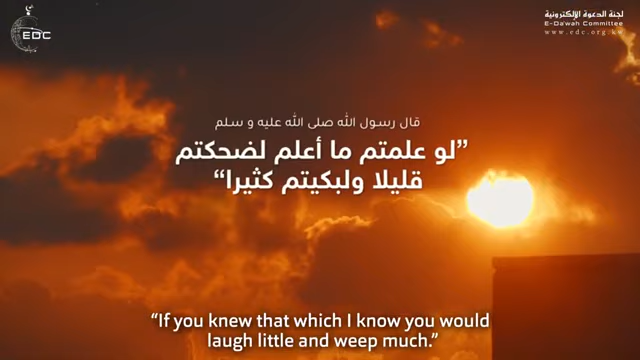 EDC
لجنة الدعوة الإلكترونية
E-Da'wah Committee
www.edc.org.kw
قال رسول الله صلى الله عليه و سلم
”لو علمتم ما أعلم لضحكتم
قليلا ولبكيتم كثيرا“
“If you knew that which I know you would
laugh little and weep much.”